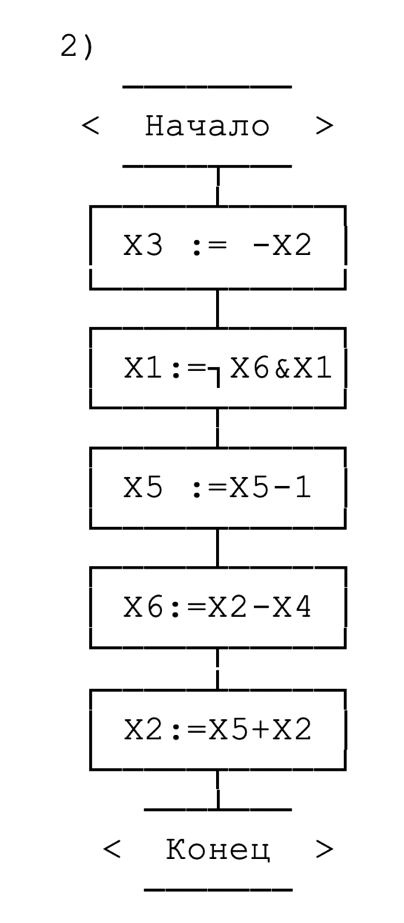 2)
< Начало >
X3 := -X2
X1:=┐X6&X1
X5 :=X5-1
X6:=X2-X4
X2:=X5+X2
< Конец >